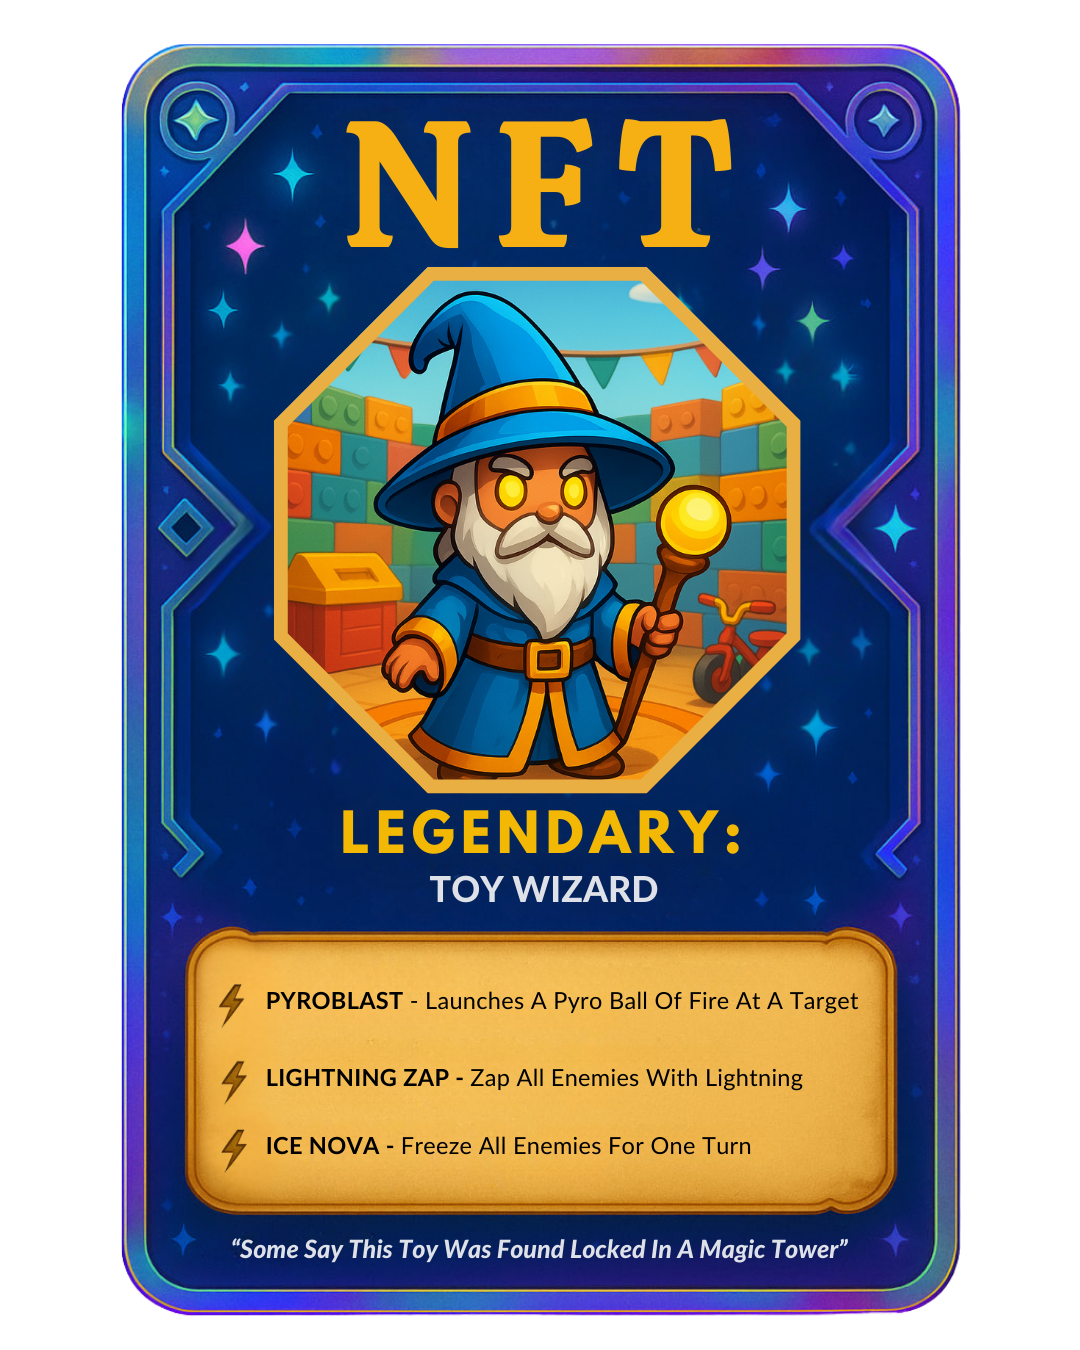 NFT
LEGENDARY:
TOY WIZARD
PYROBLAST - Launches A Pyro Ball Of Fire At A Target
LIGHTNING ZAP - Zap All Enemies With Lightning
ICE NOVA - Freeze All Enemies For One Turn
“Some Say This Toy Was Found Locked In A Magic Tower”